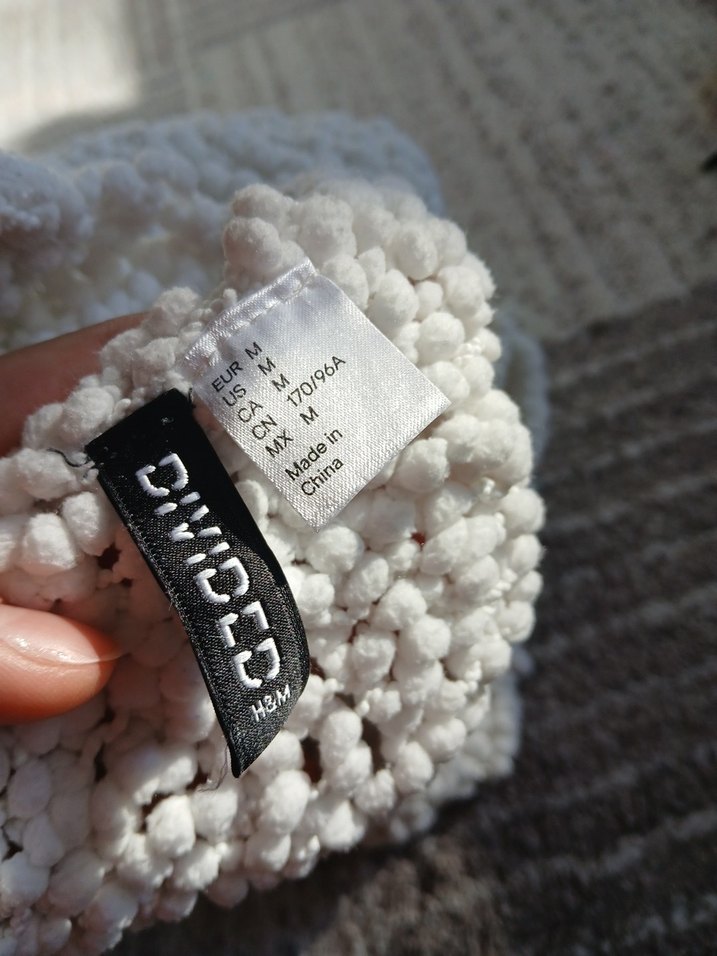 EUR M
US M
CA M
CN 170/96A
MX M
Made in
China
DIVIDED
H&M